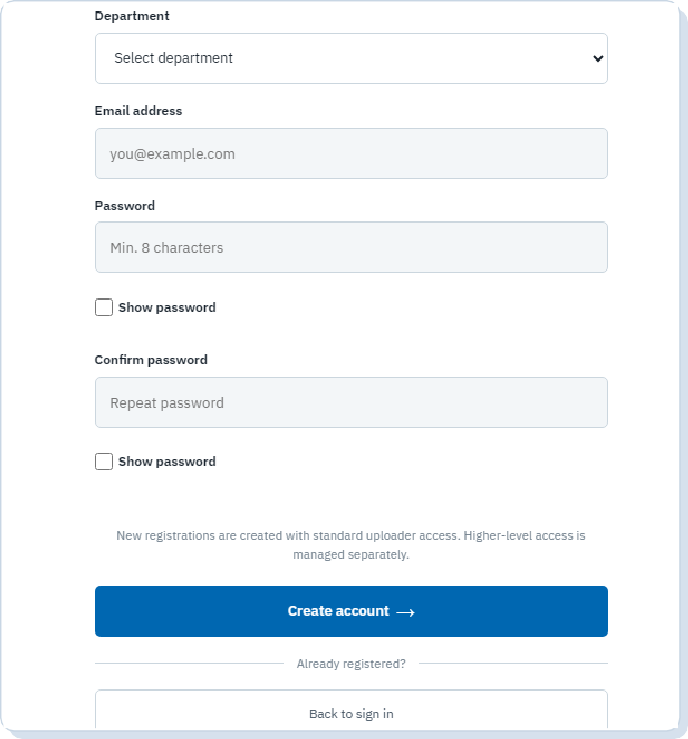 Department
Select department
Email address
you@example.com
Password
Min. 8 characters
Show password
Confirm password
Repeat password
Show password
New registrations are created with standard uploader access. Higher-level access is
managed separately.
Create account →
Already registered?
Back to sign in